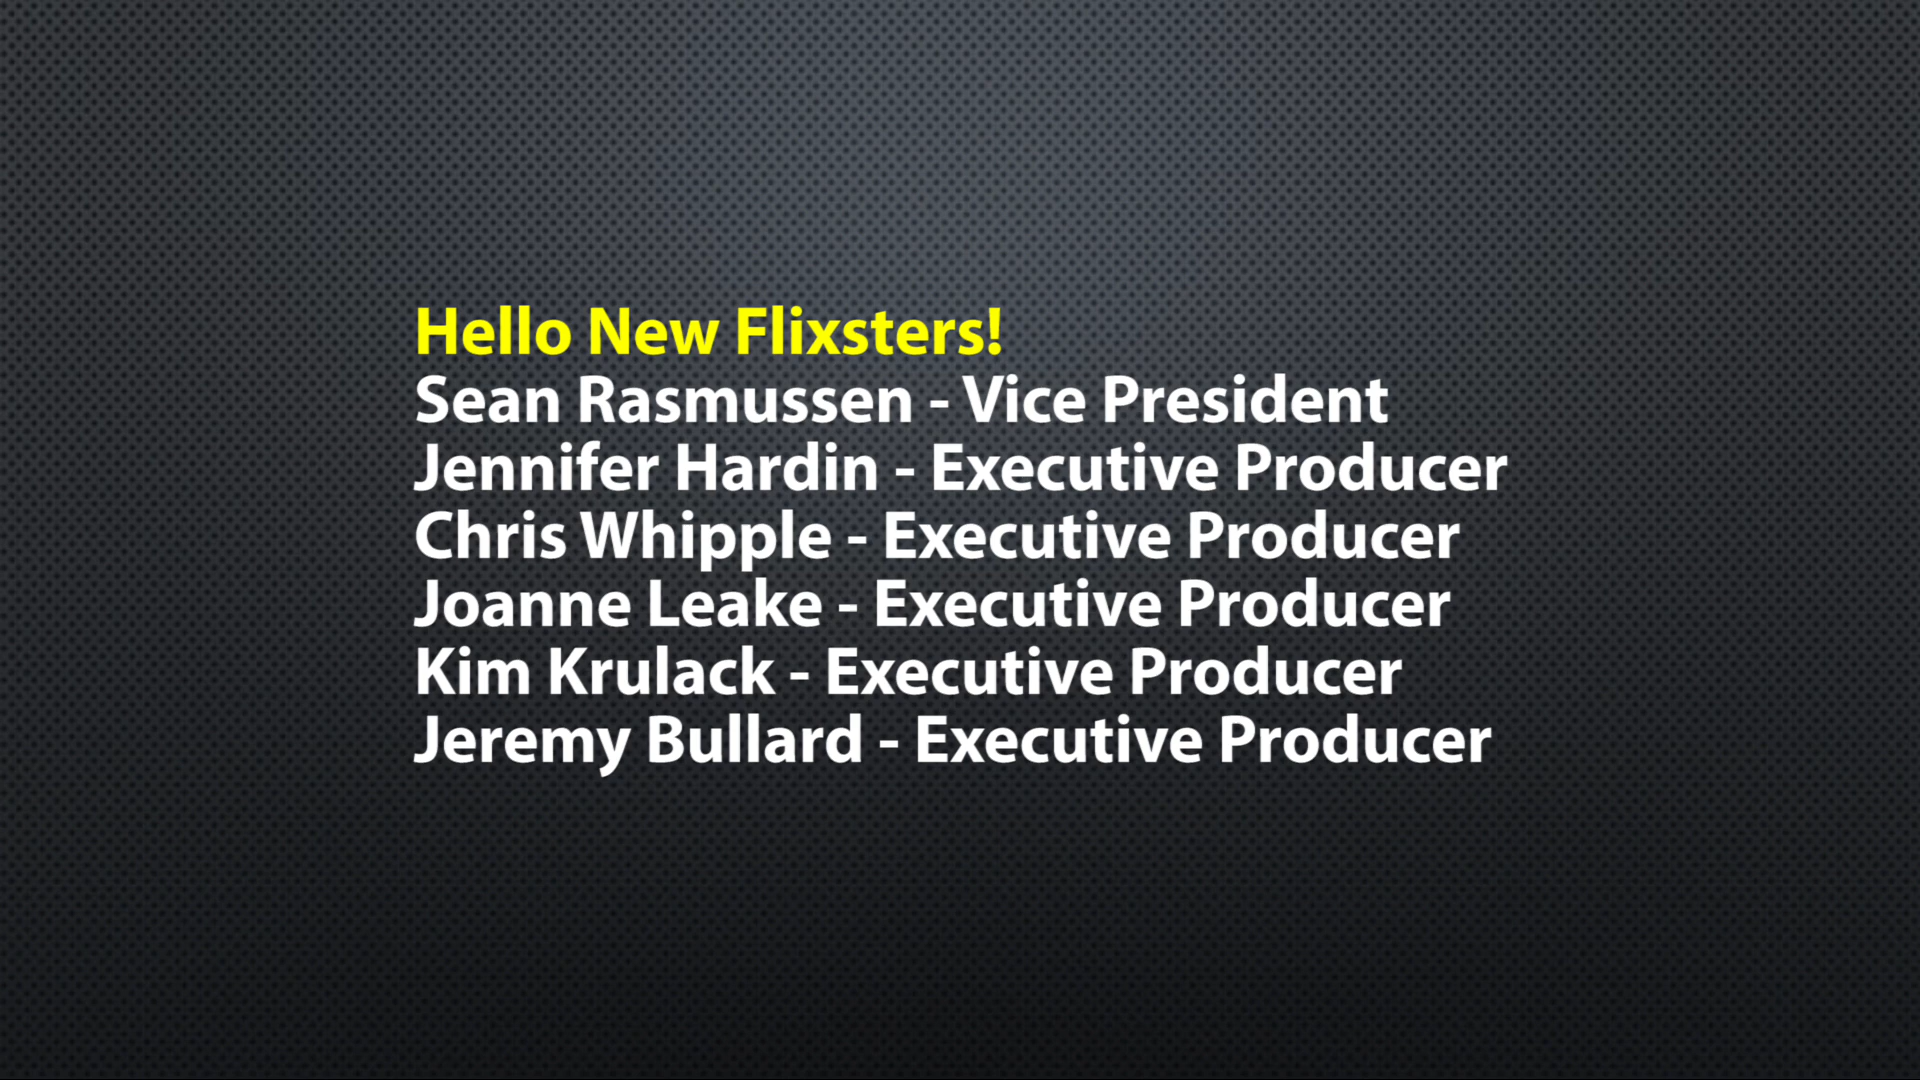 Hello New Flixsters!
Sean Rasmussen - Vice President
Jennifer Hardin - Executive Producer
Chris Whipple - Executive Producer
Joanne Leake - Executive Producer
Kim Krulack - Executive Producer
Jeremy Bullard - Executive Producer